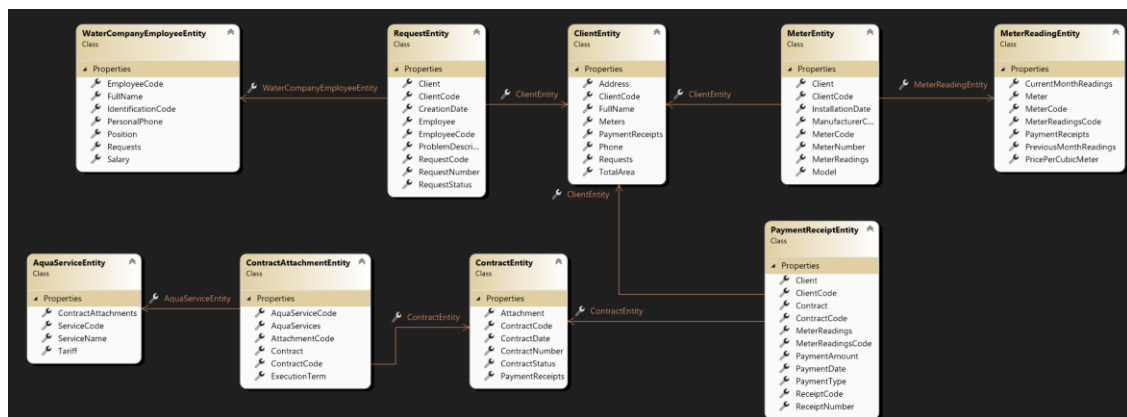 WaterCompanyEmployeeEntity
Class
Properties
EmployeeCode
FullName
IdentificationCode
PersonalPhone
Position
Requests
Salary
WaterCompanyEmployeeEntity
RequestEntity
Class
Properties
Client
ClientCode
CreationDate
Employee
EmployeeCode
ProblemDescri...
RequestCode
RequestNumber
RequestStatus
ClientEntity
ClientEntity
Class
Properties
Address
ClientCode
FullName
Meters
PaymentReceipts
Phone
Requests
TotalArea
ClientEntity
MeterEntity
Class
Properties
Client
ClientCode
InstallationDate
ManufacturerC...
MeterCode
MeterNumber
MeterReadings
Model
MeterReadingEntity
MeterReadingEntity
Class
Properties
CurrentMonthReadings
Meter
MeterCode
MeterReadingsCode
PaymentReceipts
PreviousMonthReadings
PricePerCubicMeter
ClientEntity
AquaServiceEntity
Class
Properties
ContractAttachments
ServiceCode
ServiceName
Tariff
AquaServiceEntity
ContractAttachmentEntity
Class
Properties
AquaServiceCode
AquaServices
AttachmentCode
Contract
ContractCode
ExecutionTerm
ContractEntity
ContractEntity
Class
Properties
Attachment
ContractCode
ContractDate
ContractNumber
ContractStatus
PaymentReceipts
ContractEntity
PaymentReceiptEntity
Class
Properties
Client
ClientCode
Contract
ContractCode
MeterReadings
MeterReadingsCode
PaymentAmount
PaymentDate
PaymentType
ReceiptCode
ReceiptNumber